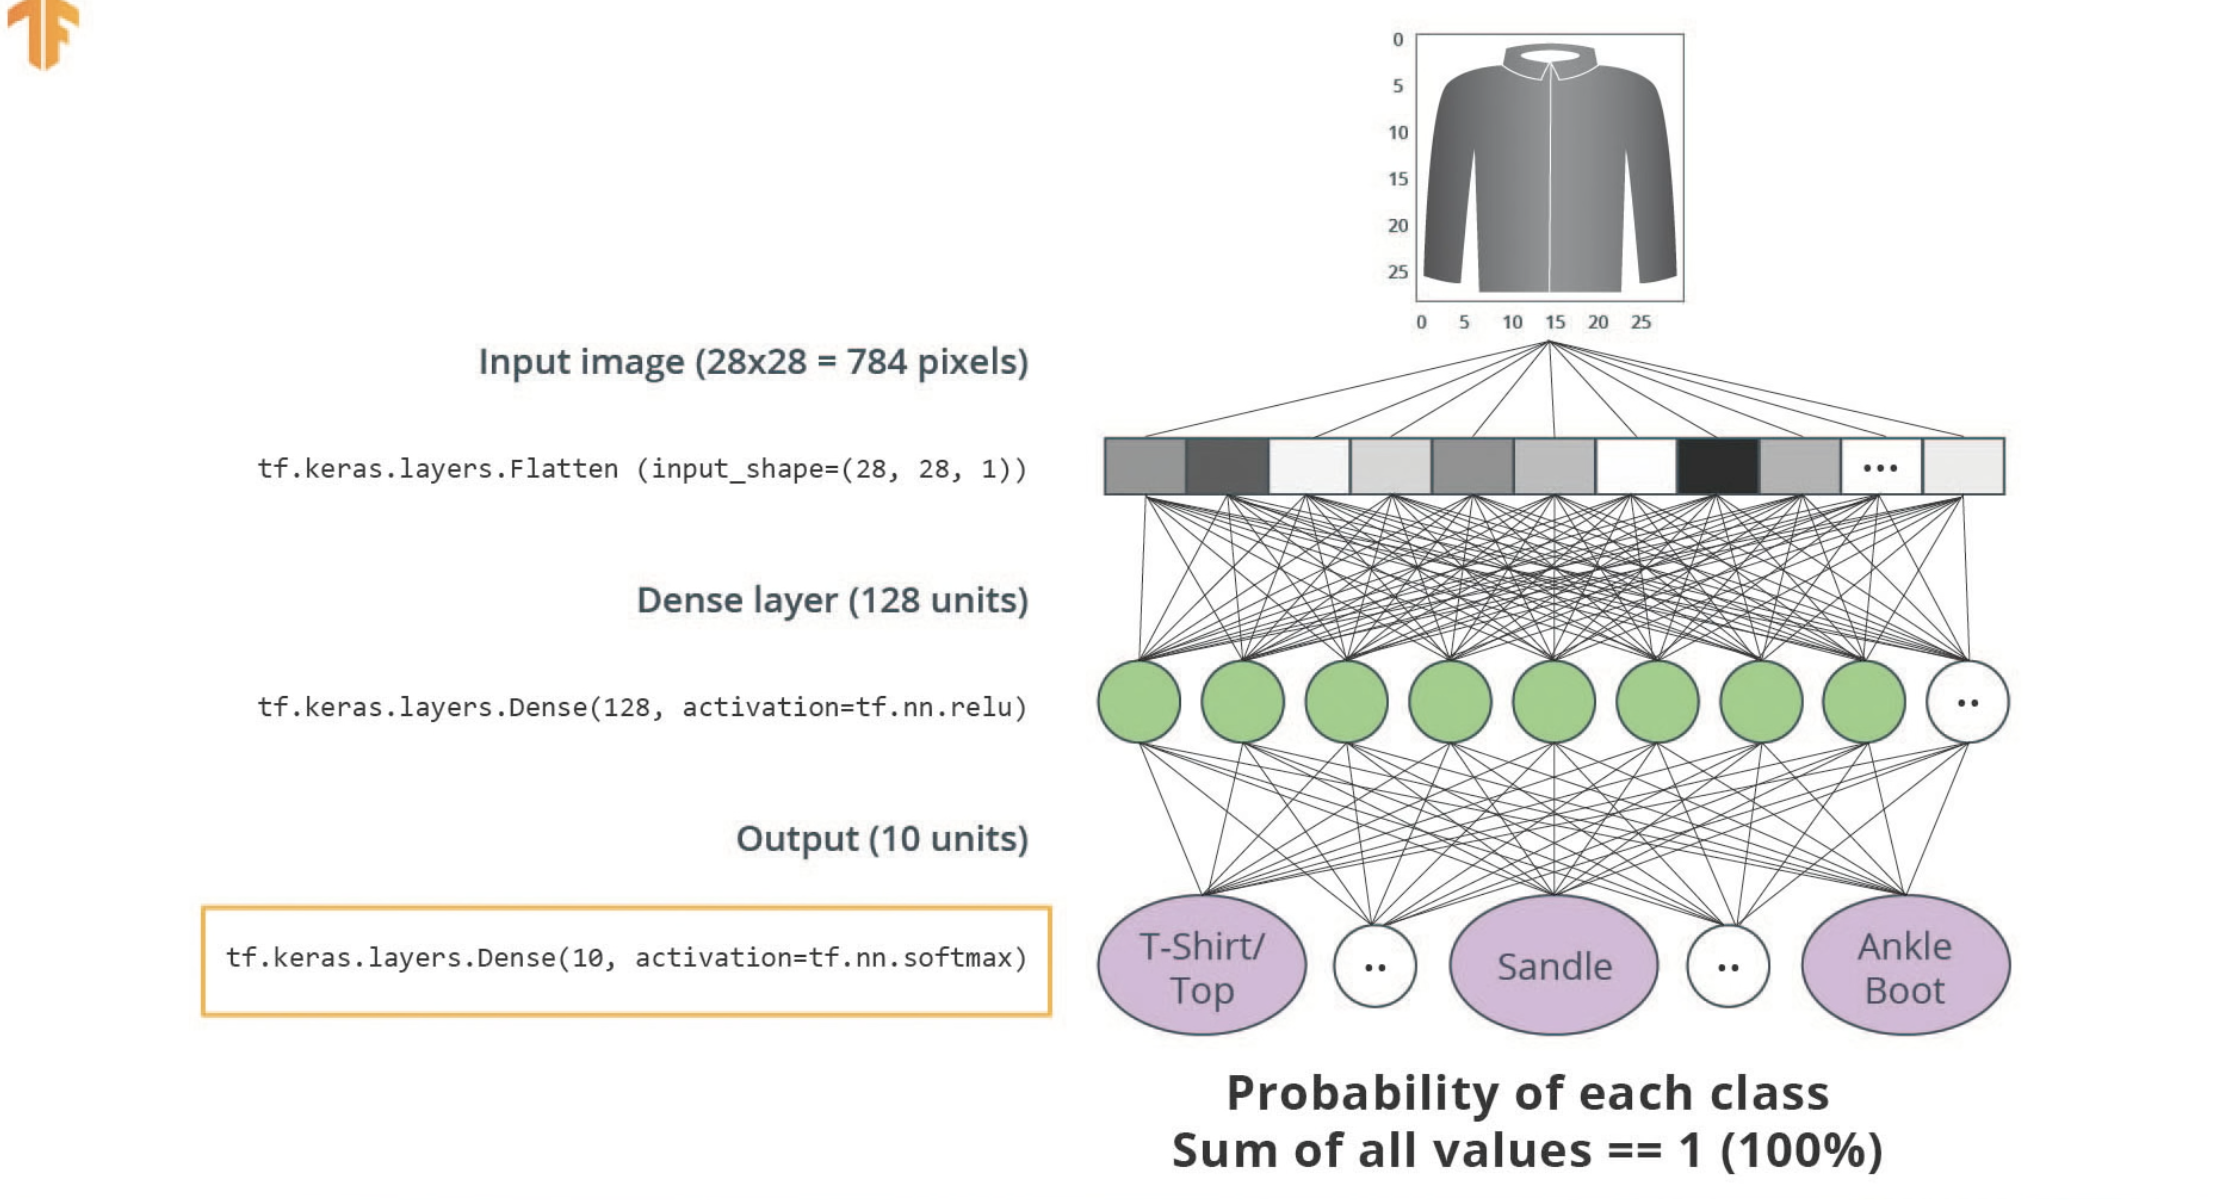 TF
0
5
10
15
20
25
0 5 10 15 20 25
Input image (28x28 = 784 pixels)
tf.keras.layers.Flatten (input_shape=(28, 28, 1))
...
Dense layer (128 units)
tf.keras.layers.Dense(128, activation=tf.nn.relu)
..
Output (10 units)
tf.keras.layers.Dense(10, activation=tf.nn.softmax)
T-Shirt/
Top
..
Sandle
..
Ankle
Boot
Probability of each class
Sum of all values == 1 (100%)